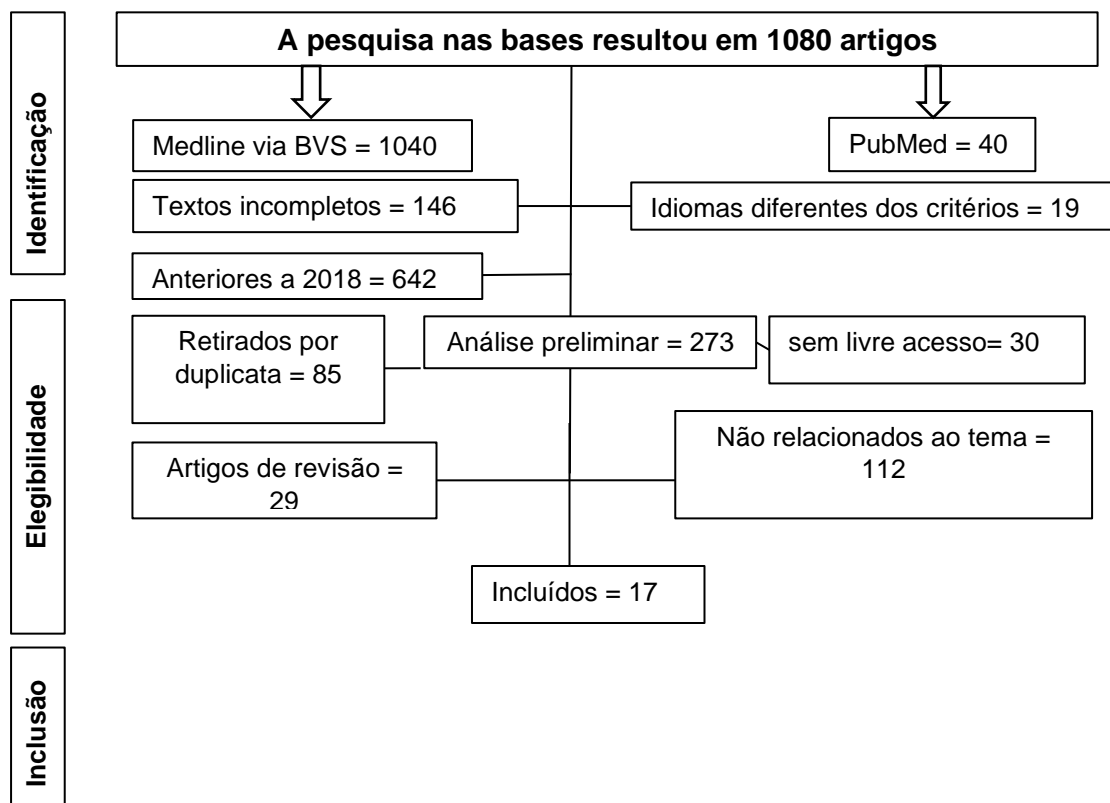 A pesquisa nas bases resultou em 1080 artigos
Identificação
Medline via BVS = 1040
PubMed = 40
Textos incompletos = 146
Idiomas diferentes dos critérios = 19
Anteriores a 2018 = 642
Elegibilidade
Retirados por
duplicata = 85
Análise preliminar = 273
sem livre acesso= 30
Artigos de revisão =
29
Não relacionados ao tema =
112
Incluídos = 17
Inclusão